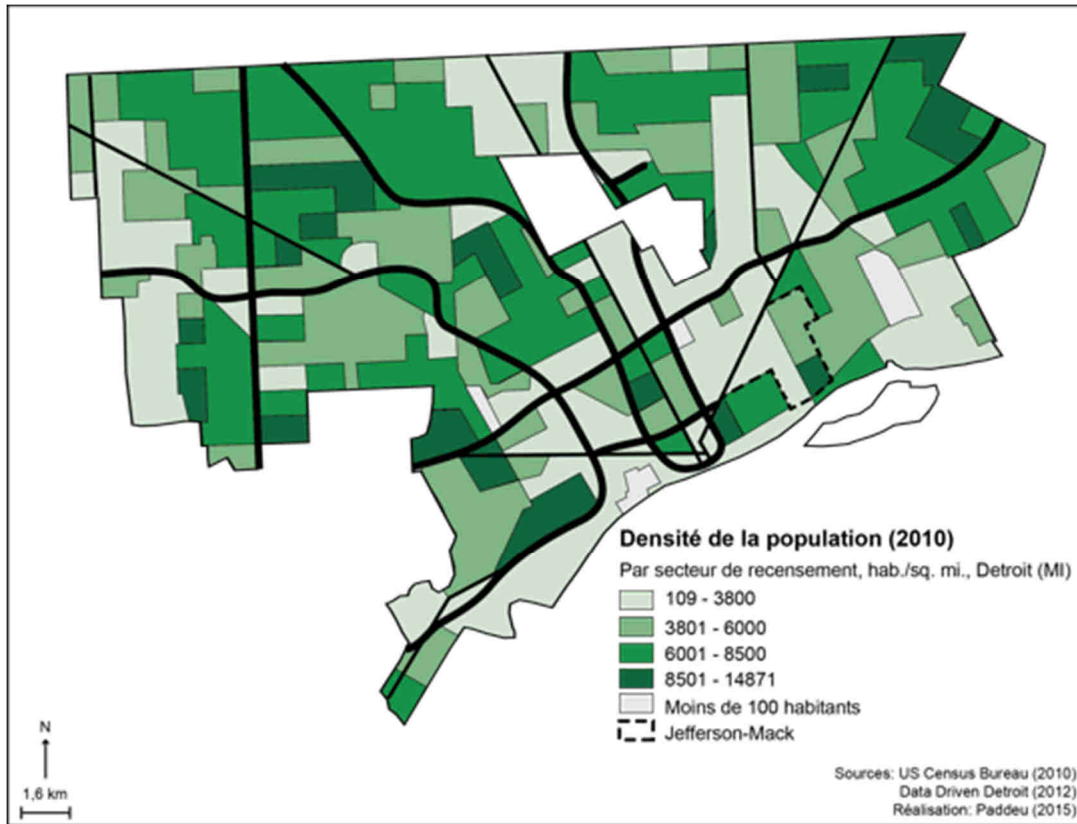 Densité de la population (2010)
Par secteur de recensement, hab./sq. mi., Detroit (MI)
109 - 3800
3801 - 6000
6001 - 8500
8501 - 14871
Moins de 100 habitants
Jefferson-Mack
N
1,6 km
Sources: US Census Bureau (2010)
Data Driven Detroit (2012)
Réalisation: Paddeu (2015)